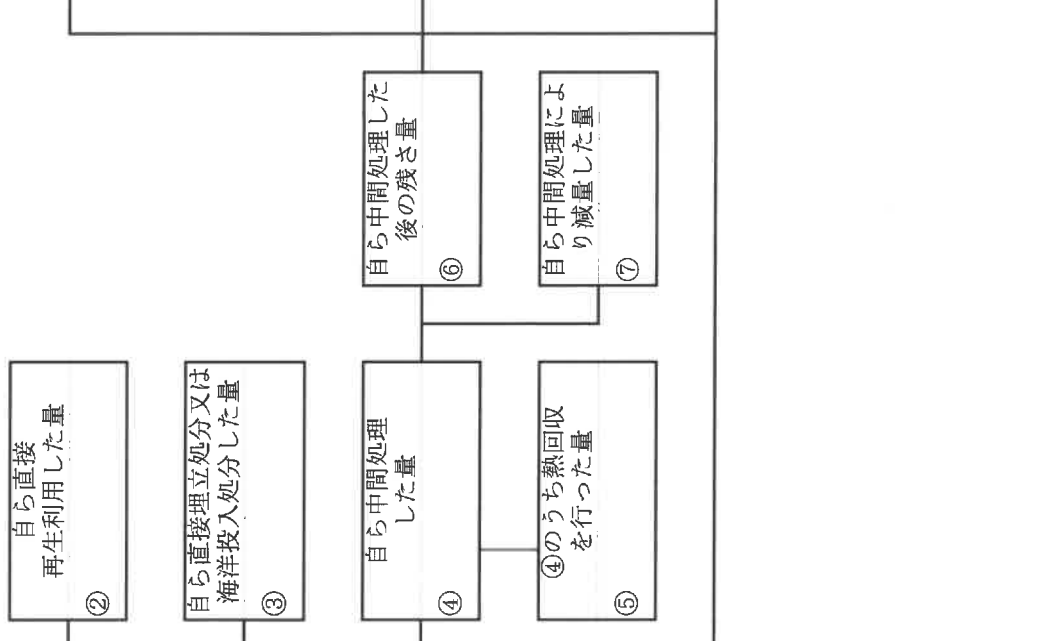 自ら直接
再生利用した量
②
自ら直接埋立処分又は
海洋投入処分した量
③
自ら中間処理
した量
④
④のうち熱回収
を行った量
⑤
自ら中間処理した
後の残さ量
⑥
自ら中間処理によ
り減量した量
⑦